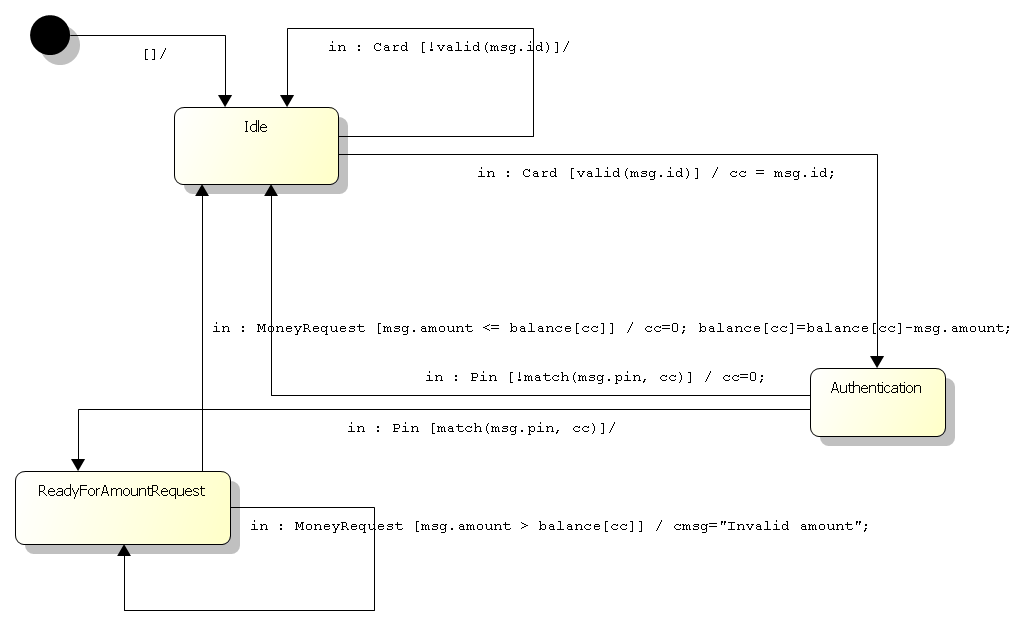 in : Card [!valid(msg.id)]/
[]/
Idle
in : Card [valid(msg.id)] / cc = msg.id;
in : MoneyRequest [msg.amount <= balance[cc]] / cc=0; balance[cc]=balance[cc]-msg.amount;
in : Pin [!match(msg.pin, cc)] / cc=0;
Authentication
in : Pin [match(msg.pin, cc)]/
ReadyForAmountRequest
in : MoneyRequest [msg.amount > balance[cc]] / cmsg="Invalid amount";